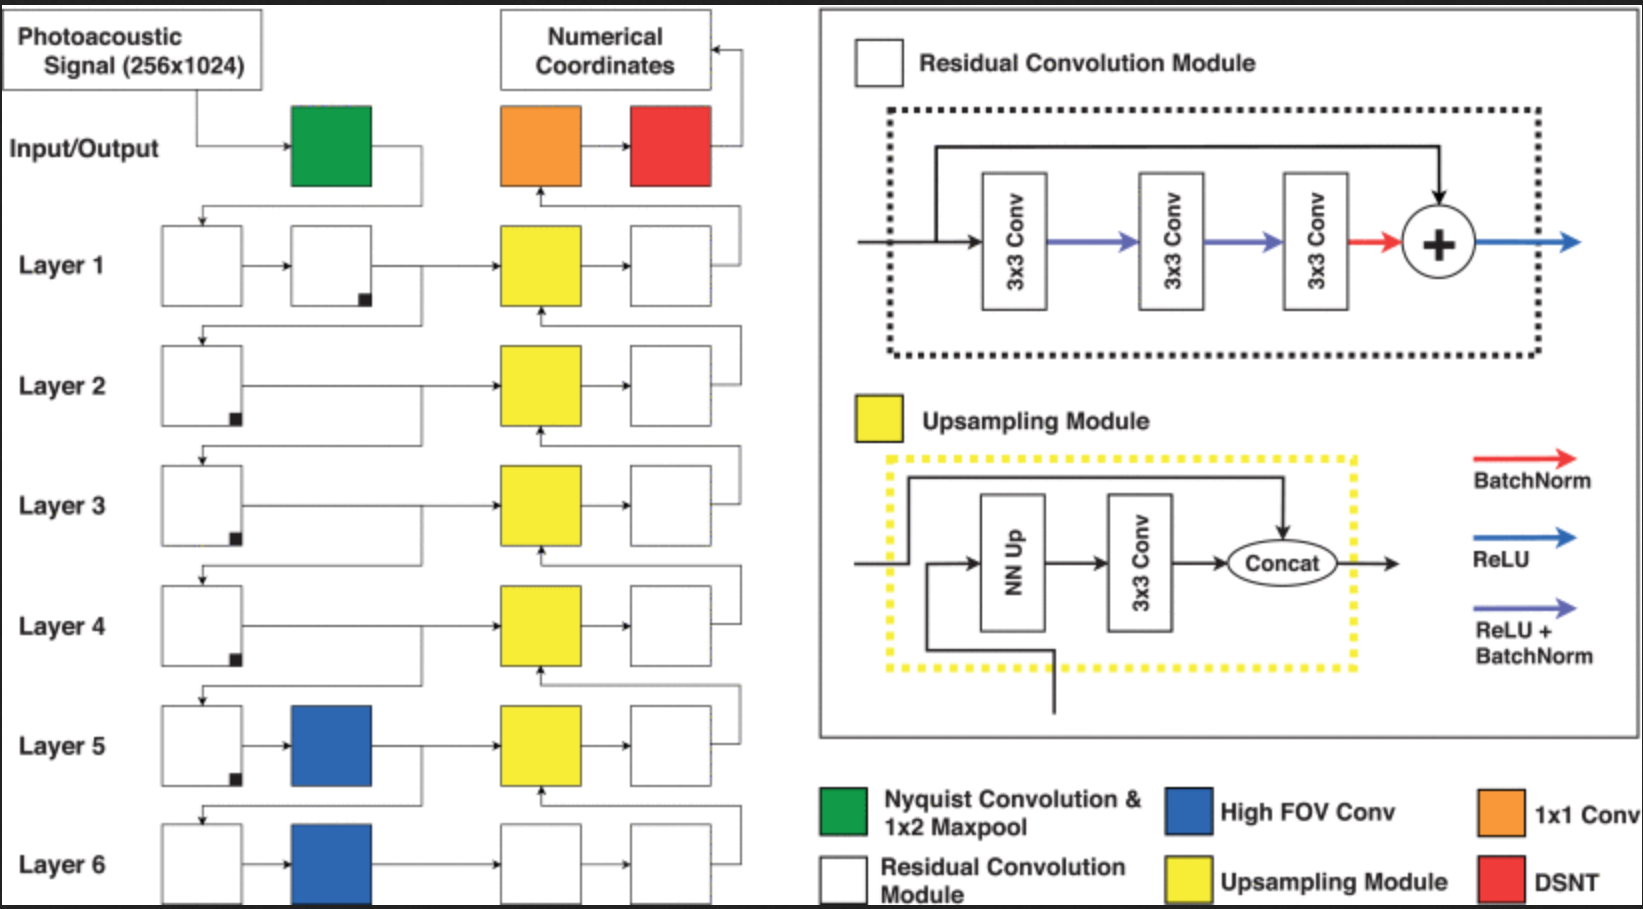 Photoacoustic
Signal (256x1024)
Numerical
Coordinates
Input/Output
Layer 1
Layer 2
Layer 3
Layer 4
Layer 5
Layer 6
Residual Convolution Module
3x3 Conv
3x3 Conv
3x3 Conv
+
Upsampling Module
NN Up
3x3 Conv
Concat
BatchNorm
ReLU
ReLU +
BatchNorm
Nyquist Convolution &
1x2 Maxpool
High FOV Conv
1x1 Conv
Residual Convolution
Module
Upsampling Module
DSNT